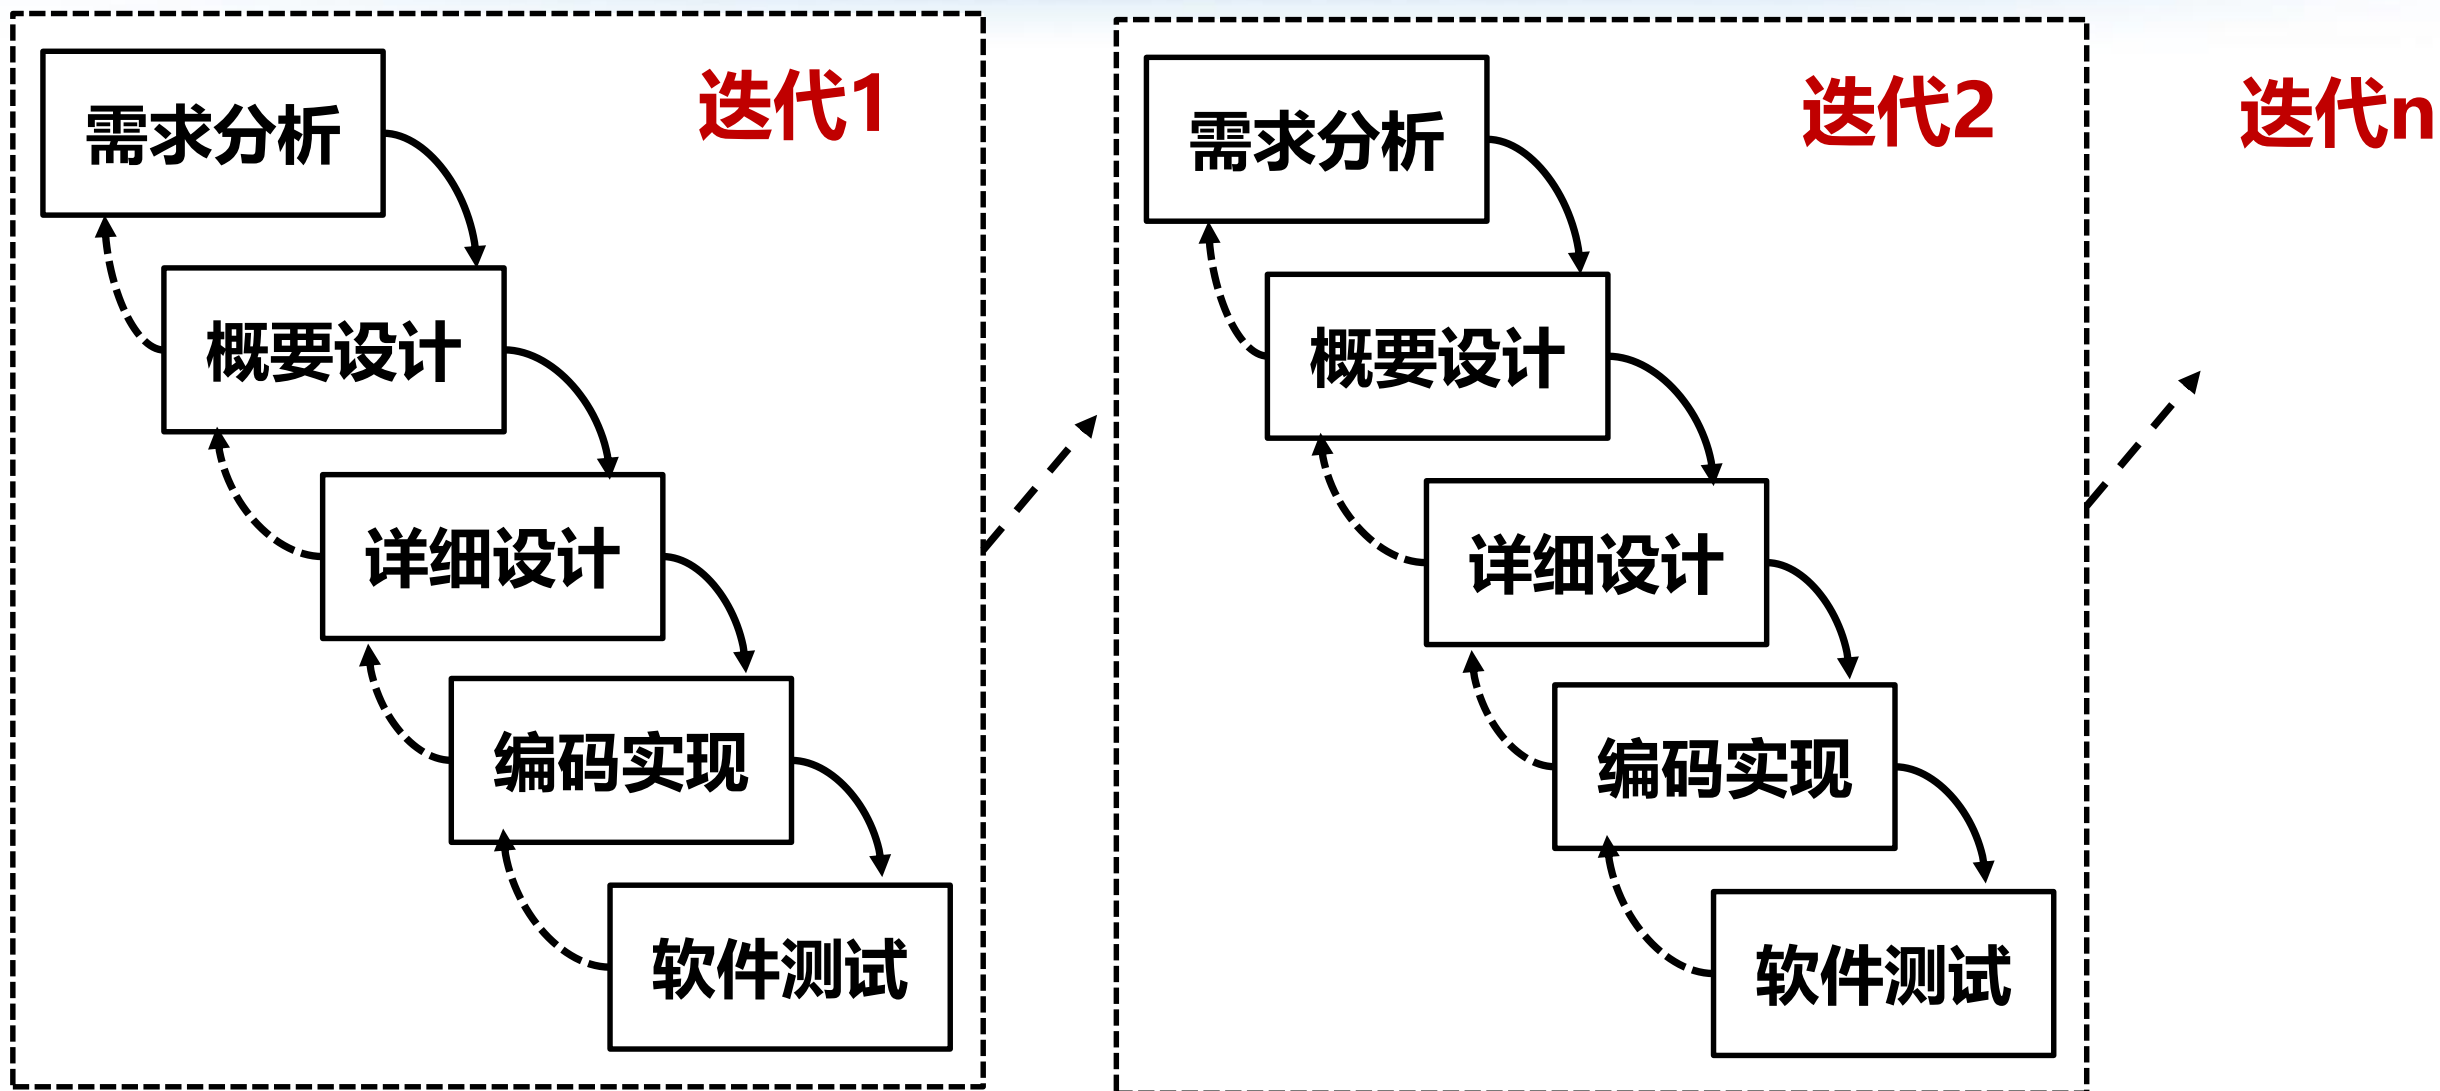 迭代1
需求分析
概要设计
详细设计
编码实现
软件测试
迭代2
需求分析
概要设计
详细设计
编码实现
软件测试
迭代n